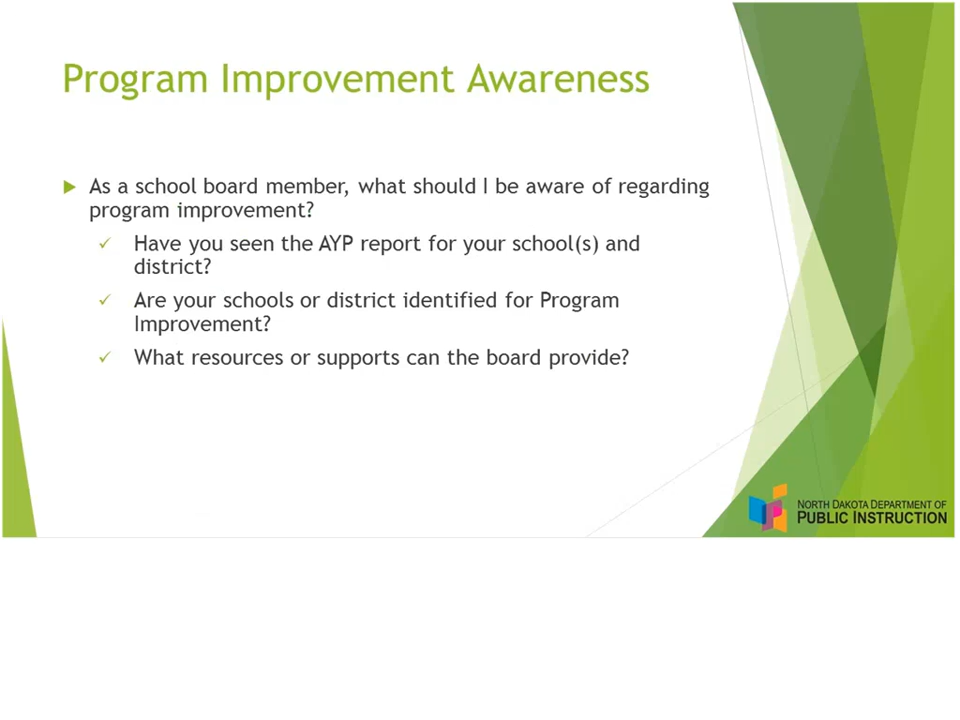 Program Improvement Awareness
As a school board member, what should I be aware of regarding
program improvement?
Have you seen the AYP report for your school(s) and
district?
Are your schools or district identified for Program
Improvement?
What resources or supports can the board provide?
NORTH DAKOTA DEPARTMENT OF
PUBLIC INSTRUCTION